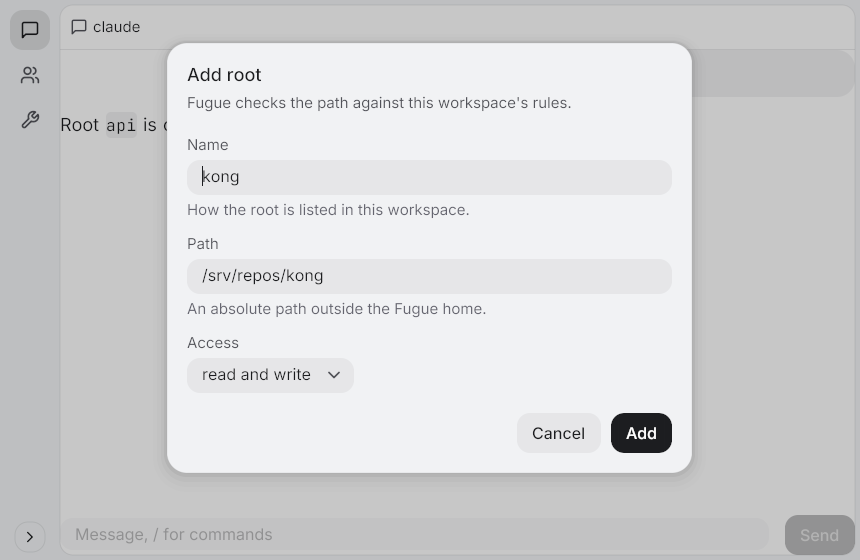 claude
Root api is
Add root
Fugue checks the path against this workspace's rules.
Name
kong
How the root is listed in this workspace.
Path
/srv/repos/kong
An absolute path outside the Fugue home.
Access
read and write
Cancel
Add
Message, / for commands
Send